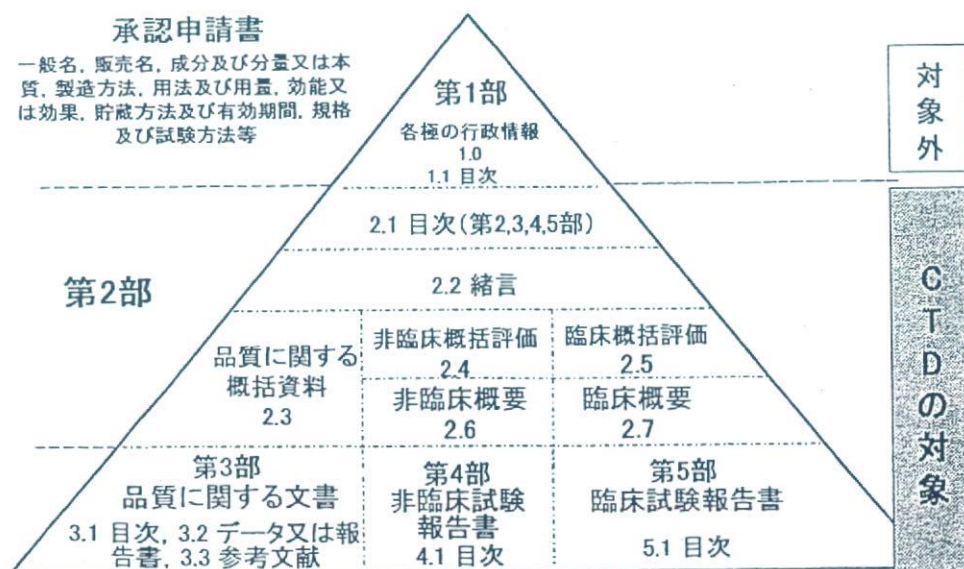 承認申請書
一般名, 販売名, 成分及び分量又は本
質, 製造方法, 用法及び用量, 効能又
は効果, 貯蔵方法及び有効期間, 規格
及び試験方法等
第1部
各極の行政情報
1.0
1.1 目次
対象外
2.1 目次(第2,3,4,5部)
2.2 緒言
第2部
品質に関する
概括資料
2.3
非臨床概括評価
2.4
臨床概括評価
2.5
非臨床概要
2.6
臨床概要
2.7
第3部
品質に関する文書
3.1 目次, 3.2 データ又は報
告書, 3.3 参考文献
第4部
非臨床試験
報告書
4.1 目次
第5部
臨床試験報告書
5.1 目次
CTDの対象